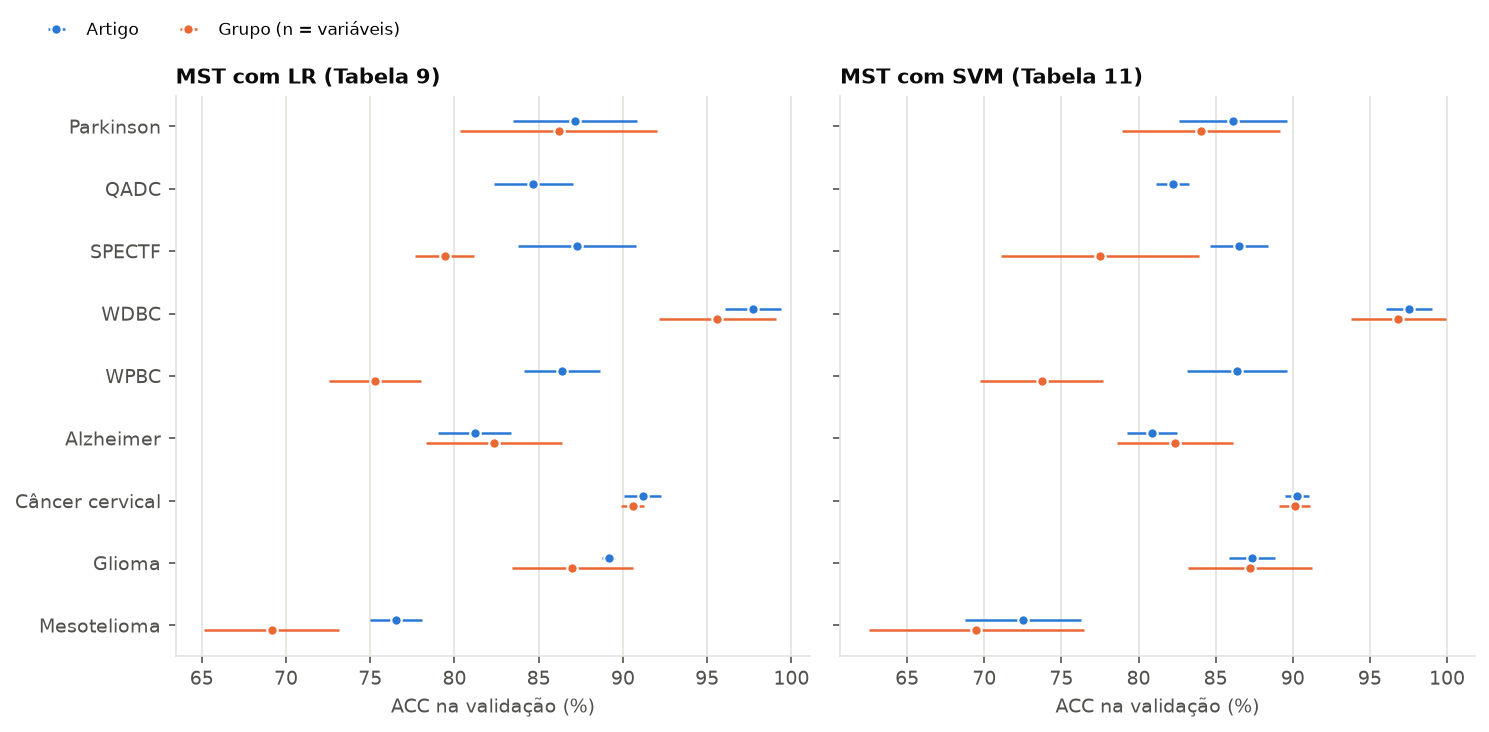 Artigo
Grupo (n = variáveis)
MST com LR (Tabela 9)
MST com SVM (Tabela 11)
Parkinson
QADC
SPECTF
WDBC
WPBC
Alzheimer
Câncer cervical
Glioma
Mesotelioma
65 70 75 80 85 90 95 100
65 70 75 80 85 90 95 100
ACC na validação (%)
ACC na validação (%)